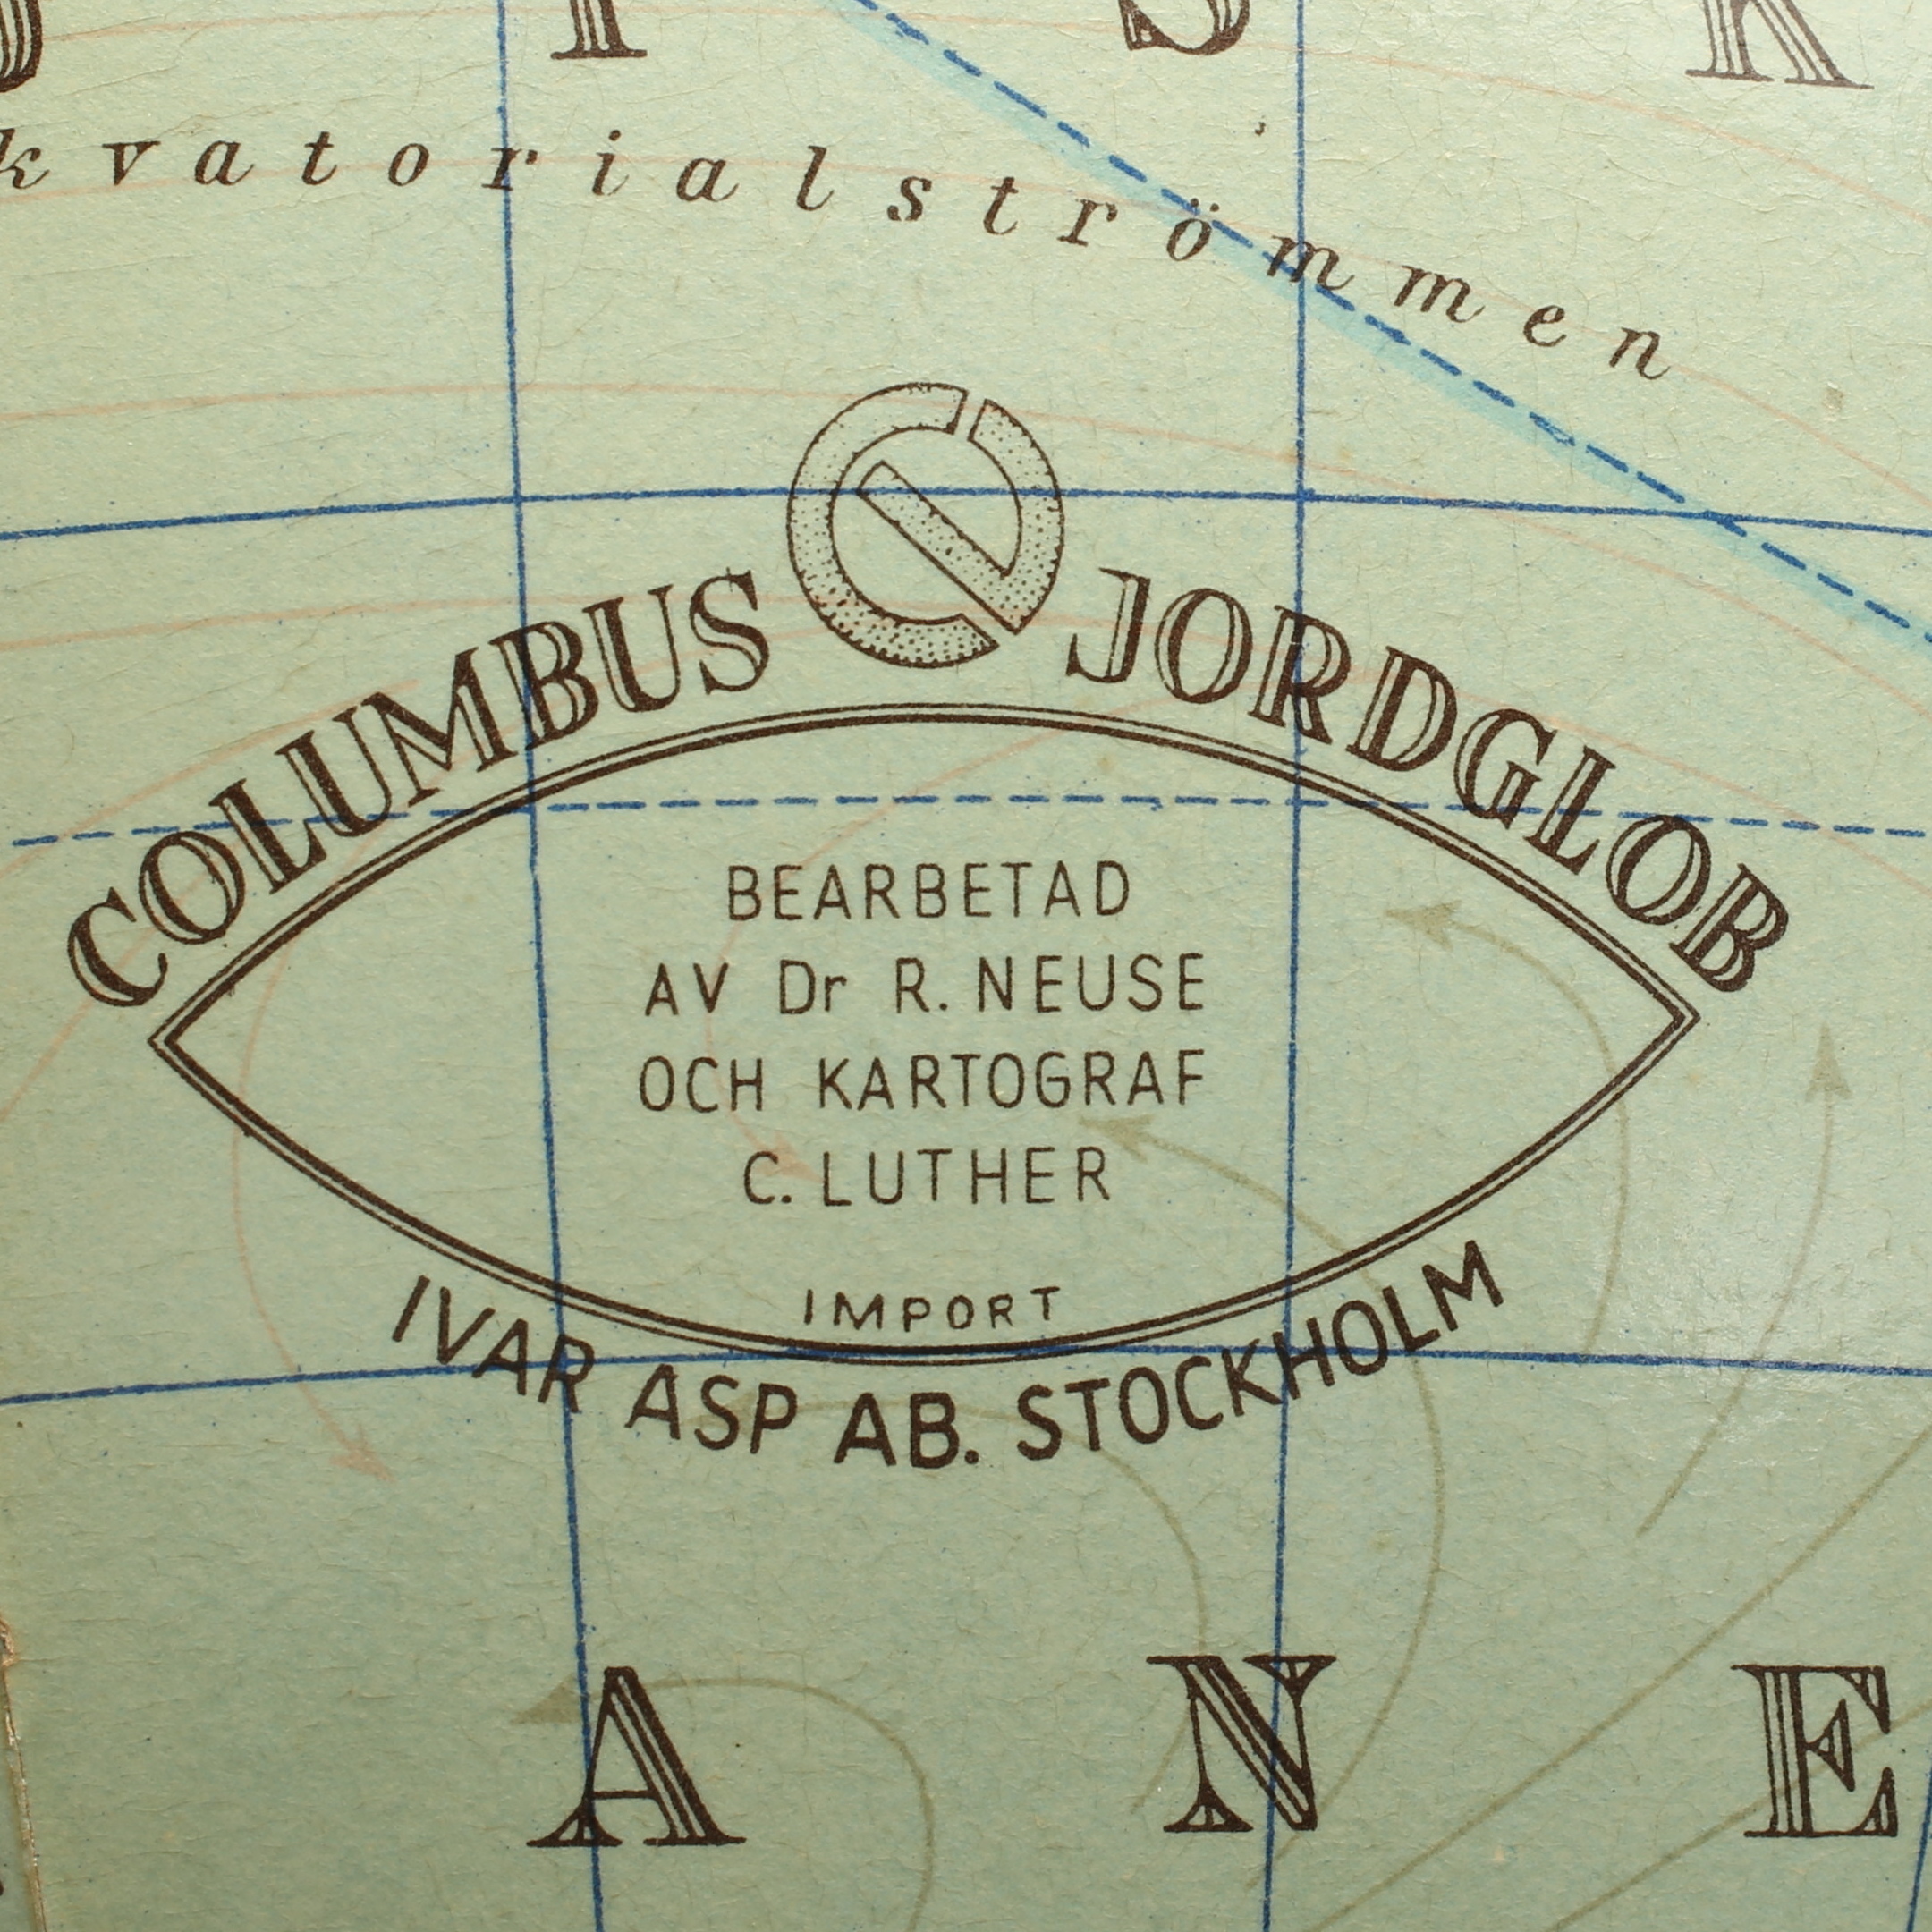 I S K
kvatorialströmmen
COLUMBUS JORDGLOB
BEARBETAD
AV Dr R. NEUSE
OCH KARTOGRAF
C. LUTHER
IMPORT
IVAR ASP AB. STOCKHOLM
A N E